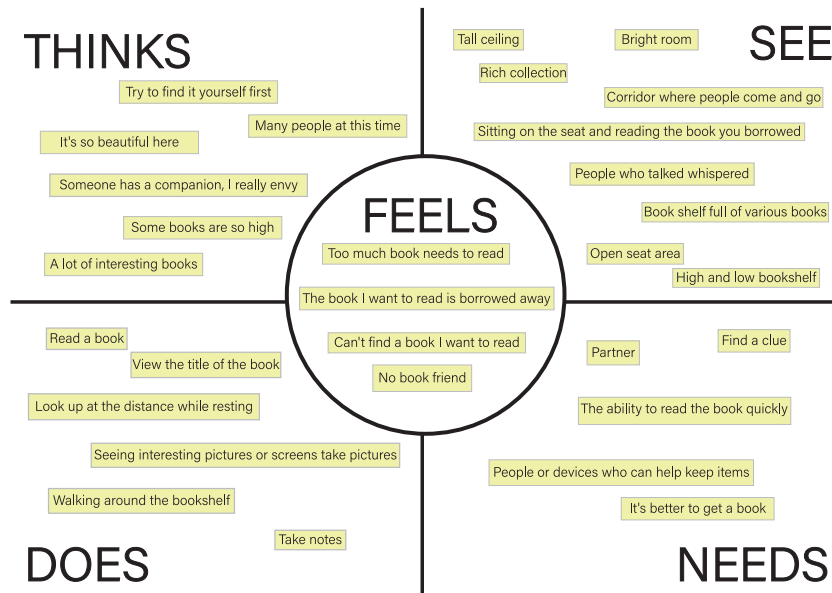 THINKS
Try to find it yourself first
Many people at this time
It's so beautiful here
Someone has a companion, I really envy
Some books are so high
A lot of interesting books
SEE
Tall ceiling
Bright room
Rich collection
Corridor where people come and go
Sitting on the seat and reading the book you borrowed
People who talked whispered
Book shelf full of various books
Open seat area
High and low bookshelf
FEELS
Too much book needs to read
The book I want to read is borrowed away
Can't find a book I want to read
No book friend
Read a book
View the title of the book
Look up at the distance while resting
Seeing interesting pictures or screens take pictures
Walking around the bookshelf
Take notes
DOES
Find a clue
Partner
The ability to read the book quickly
People or devices who can help keep items
It's better to get a book
NEEDS